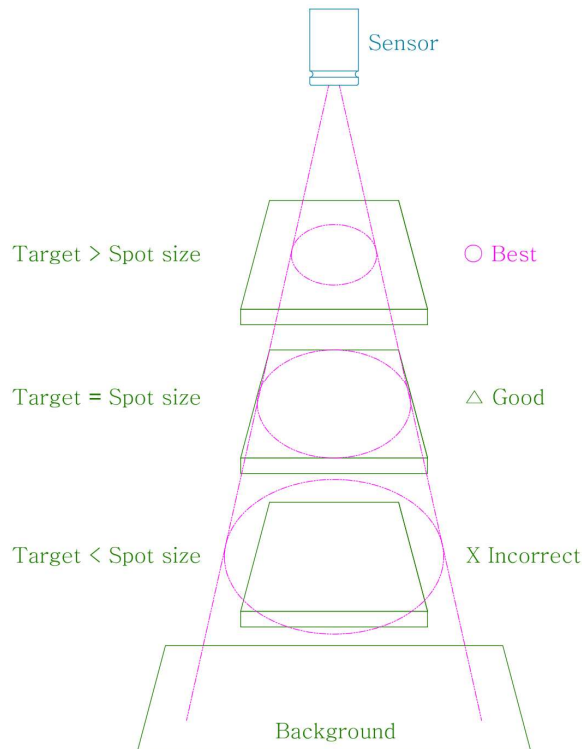 Sensor
Target > Spot size
○ Best
Target = Spot size
△ Good
Target < Spot size
X Incorrect
Background